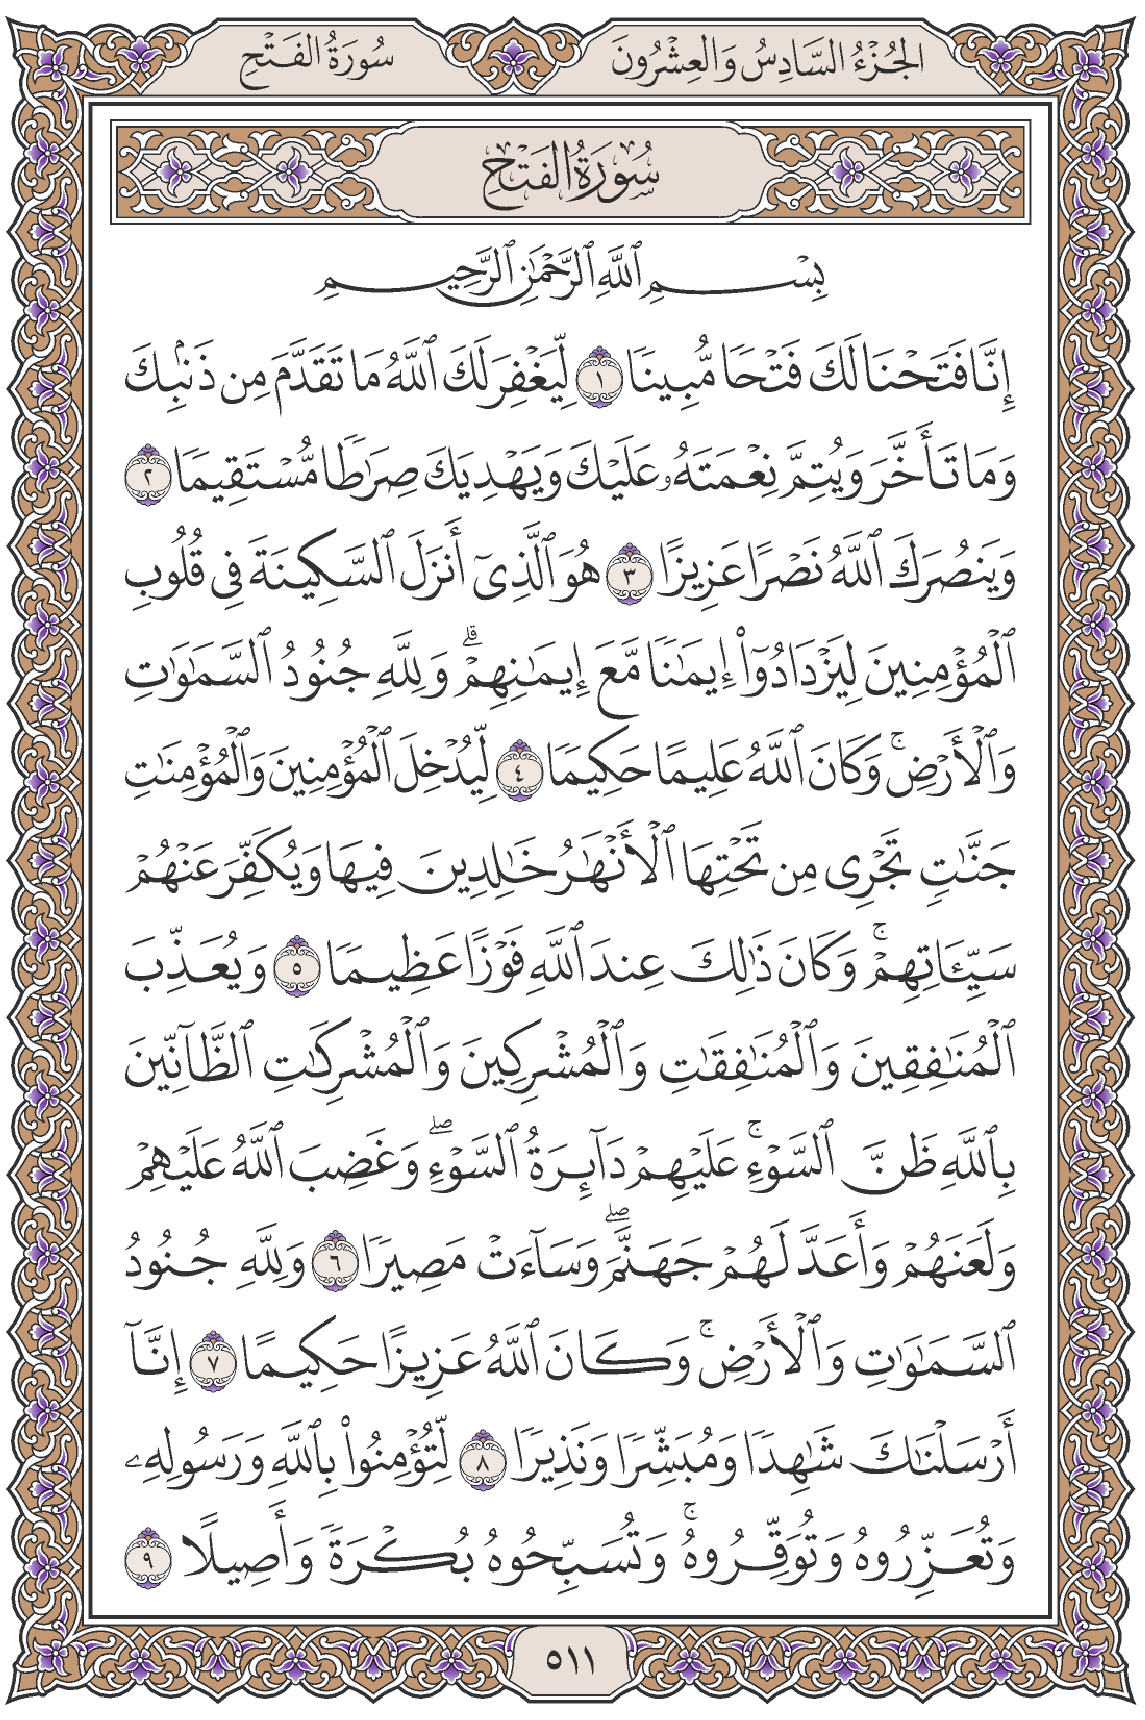 الجُزْءُ السَّادِسُ وَالعِشْرُونَ
سُورَةُ الفَتْحِ
سُورَةُ الفَتْحِ
بِسْمِ ٱللَّهِ ٱلرَّحْمَٰنِ ٱلرَّحِيمِ
إِنَّا فَتَحْنَا لَكَ فَتْحًا مُّبِينًا ١ لِّيَغْفِرَ لَكَ ٱللَّهُ مَا تَقَدَّمَ مِن ذَنۢبِكَ
وَمَا تَأَخَّرَ وَيُتِمَّ نِعْمَتَهُۥ عَلَيْكَ وَيَهْدِيَكَ صِرَٰطًا مُّسْتَقِيمًا ٢
وَيَنصُرَكَ ٱللَّهُ نَصْرًا عَزِيزًا ٣ هُوَ ٱلَّذِىٓ أَنزَلَ ٱلسَّكِينَةَ فِى قُلُوبِ
ٱلْمُؤْمِنِينَ لِيَزْدَادُوٓا۟ إِيمَٰنًا مَّعَ إِيمَٰنِهِمْ ۗ وَلِلَّهِ جُنُودُ ٱلسَّمَٰوَٰتِ
وَٱلْأَرْضِ ۚ وَكَانَ ٱللَّهُ عَلِيمًا حَكِيمًا ٤ لِّيُدْخِلَ ٱلْمُؤْمِنِينَ وَٱلْمُؤْمِنَٰتِ
جَنَّٰتٍ تَجْرِى مِن تَحْتِهَا ٱلْأَنْهَٰرُ خَٰلِدِينَ فِيهَا وَيُكَفِّرَ عَنْهُمْ
سَيِّـَٔاتِهِمْ ۚ وَكَانَ ذَٰلِكَ عِندَ ٱللَّهِ فَوْزًا عَظِيمًا ٥ وَيُعَذِّبَ
ٱلْمُنَٰفِقِينَ وَٱلْمُنَٰفِقَٰتِ وَٱلْمُشْرِكِينَ وَٱلْمُشْرِكَٰتِ ٱلظَّآنِّينَ
بِٱللَّهِ ظَنَّ ٱلسَّوْءِ ۚ عَلَيْهِمْ دَآئِرَةُ ٱلسَّوْءِ ۖ وَغَضِبَ ٱللَّهُ عَلَيْهِمْ
وَلَعَنَهُمْ وَأَعَدَّ لَهُمْ جَهَنَّمَ ۖ وَسَآءَتْ مَصِيرًا ٦ وَلِلَّهِ جُنُودُ
ٱلسَّمَٰوَٰتِ وَٱلْأَرْضِ ۚ وَكَانَ ٱللَّهُ عَزِيزًا حَكِيمًا ٧ إِنَّآ
أَرْسَلْنَٰكَ شَٰهِدًا وَمُبَشِّرًا وَنَذِيرًا ٨ لِّتُؤْمِنُوا۟ بِٱللَّهِ وَرَسُولِهِۦ
وَتُعَزِّرُوهُ وَتُوَقِّرُوهُ ۚ وَتُسَبِّحُوهُ بُكْرَةً وَأَصِيلًا ٩
٥١١